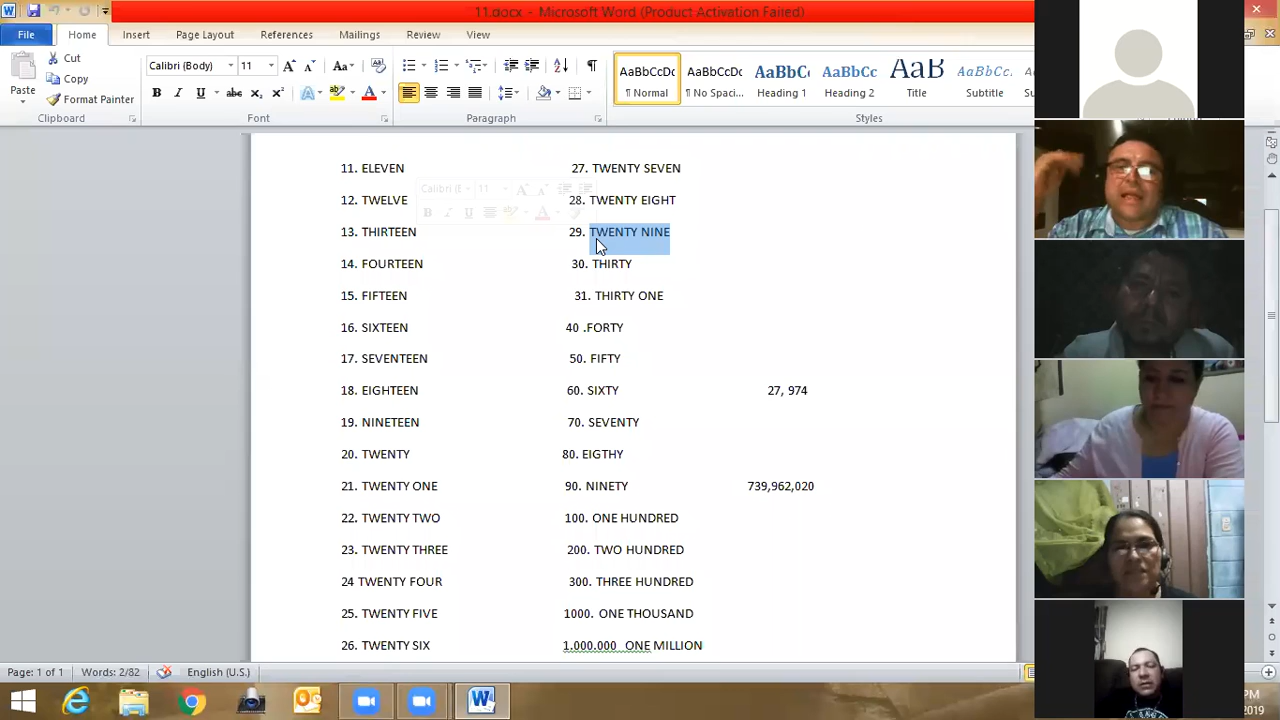 11.docx - Microsoft Word (Product Activation Failed)
File Home Insert Page Layout References Mailings Review View
Cut
Copy
Format Painter
Paste
Calibri (Body) 11
AaBbCcDc AaBbCcDc AaBbCc AaBbCc AaB AaBbCcD
¶ Normal ¶ No Spaci... Heading 1 Heading 2 Title Subtitle
Clipboard Font Paragraph Styles
11. ELEVEN 27. TWENTY SEVEN
12. TWELVE 28. TWENTY EIGHT
13. THIRTEEN 29. TWENTY NINE
14. FOURTEEN 30. THIRTY
15. FIFTEEN 31. THIRTY ONE
16. SIXTEEN 40 .FORTY
17. SEVENTEEN 50. FIFTY
18. EIGHTEEN 60. SIXTY 27, 974
19. NINETEEN 70. SEVENTY
20. TWENTY 80. EIGTHY
21. TWENTY ONE 90. NINETY 739,962,020
22. TWENTY TWO 100. ONE HUNDRED
23. TWENTY THREE 200. TWO HUNDRED
24 TWENTY FOUR 300. THREE HUNDRED
25. TWENTY FIVE 1000. ONE THOUSAND
26. TWENTY SIX 1.000.000 ONE MILLION
Page: 1 of 1 Words: 2/82 English (U.S.)